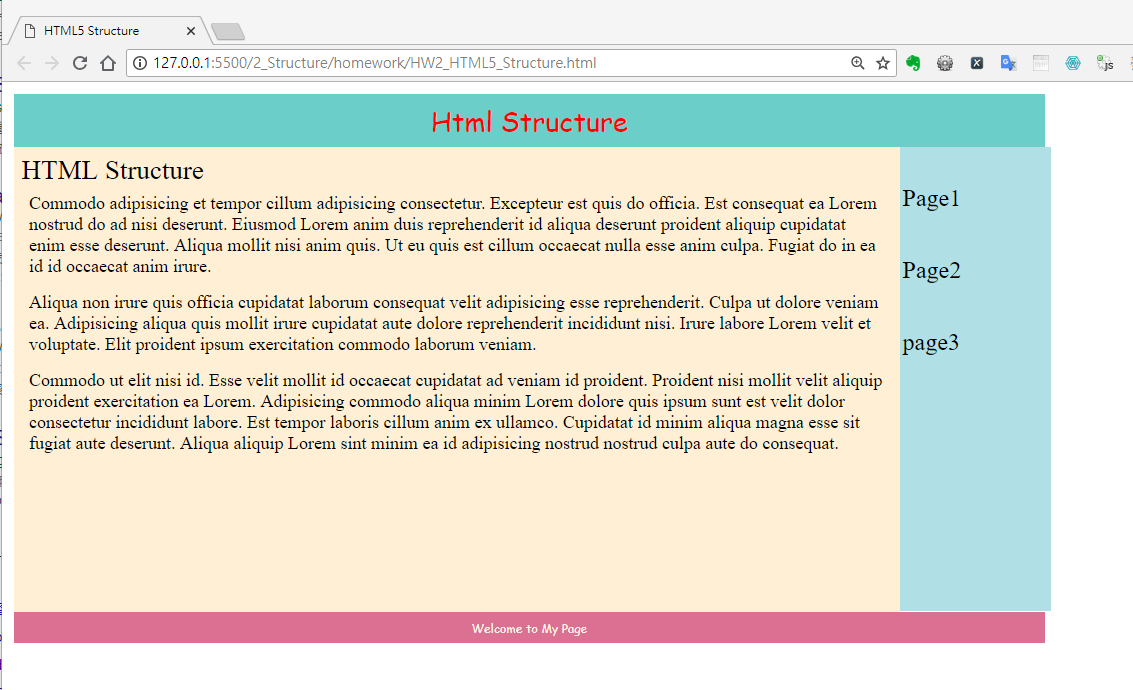 HTML5 Structure
127.0.0.1:5500/2_Structure/homework/HW2_HTML5_Structure.html
Html Structure
HTML Structure
Commodo adipisicing et tempor cillum adipisicing consectetur. Excepteur est quis do officia. Est consequat ea Lorem
nostrud do ad nisi deserunt. Eiusmod Lorem anim duis reprehenderit id aliqua deserunt proident aliquip cupidatat
enim esse deserunt. Aliqua mollit nisi anim quis. Ut eu quis est cillum occaecat nulla esse anim culpa. Fugiat do in ea
id id occaecat anim irure.
Aliqua non irure quis officia cupidatat laborum consequat velit adipisicing esse reprehenderit. Culpa ut dolore veniam
ea. Adipisicing aliqua quis mollit irure cupidatat aute dolore reprehenderit incididunt nisi. Irure labore Lorem velit et
voluptate. Elit proident ipsum exercitation commodo laborum veniam.
Commodo ut elit nisi id. Esse velit mollit id occaecat cupidatat ad veniam id proident. Proident nisi mollit velit aliquip
proident exercitation ea Lorem. Adipisicing commodo aliqua minim Lorem dolore quis ipsum sunt est velit dolor
consectetur incididunt labore. Est tempor laboris cillum anim ex ullamco. Cupidatat id minim aliqua magna esse sit
fugiat aute deserunt. Aliqua aliquip Lorem sint minim ea id adipisicing nostrud nostrud culpa aute do consequat.
Page1
Page2
page3
Welcome to My Page